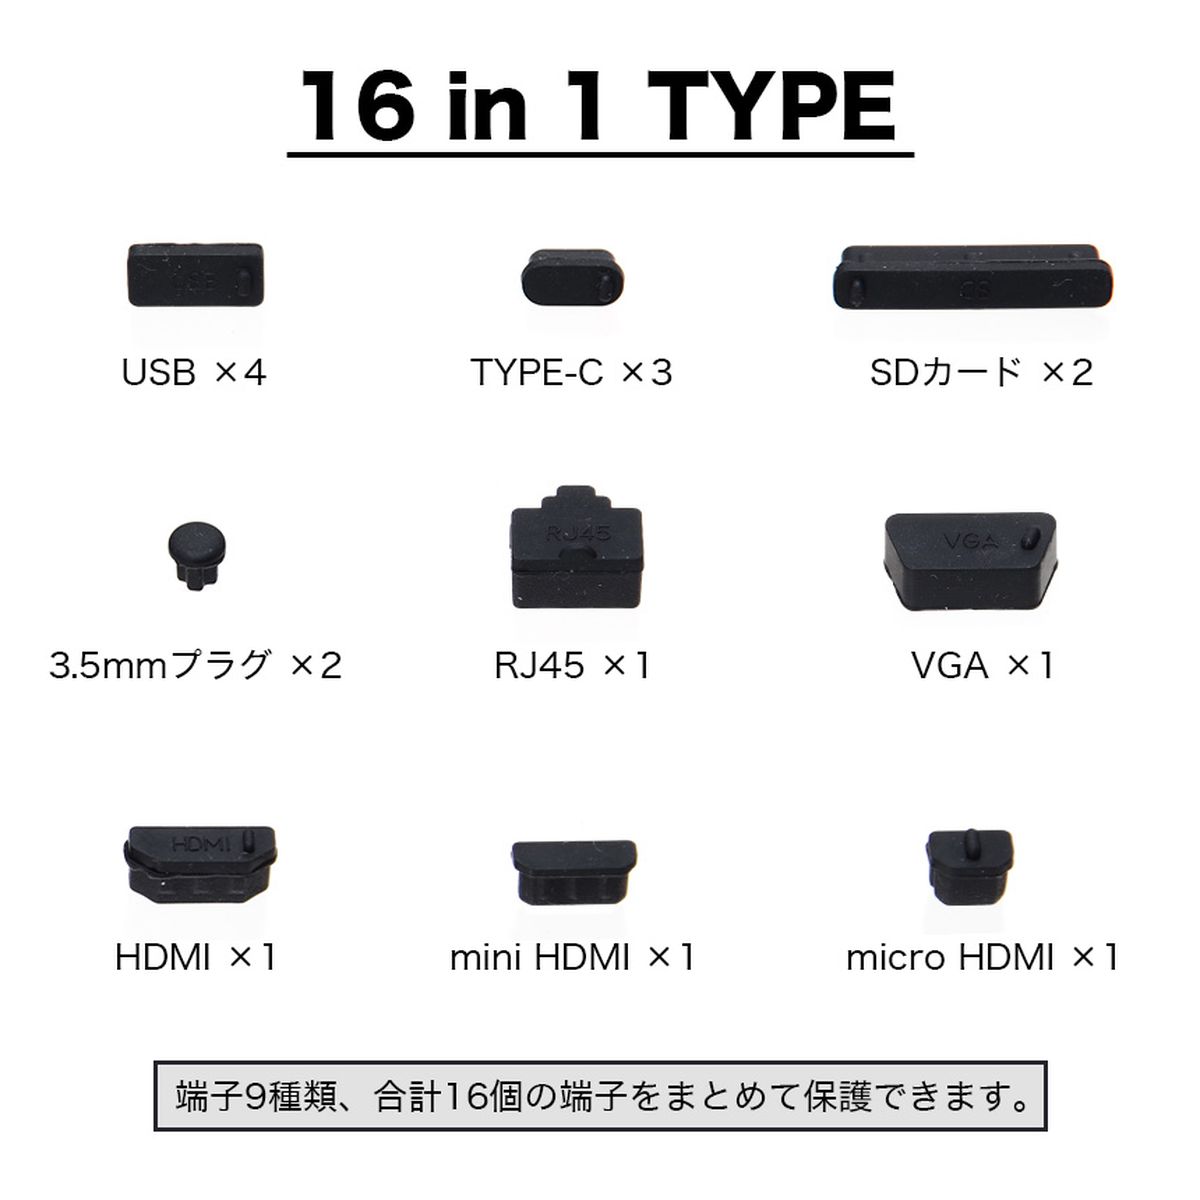 16 in 1 TYPE
USB
SD
USB ×4
TYPE-C ×3
SDカード ×2
RJ45
VGA
3.5mmプラグ ×2
RJ45 ×1
VGA ×1
HDMI
HDMI ×1
mini HDMI ×1
micro HDMI ×1
端子9種類、合計16個の端子をまとめて保護できます。